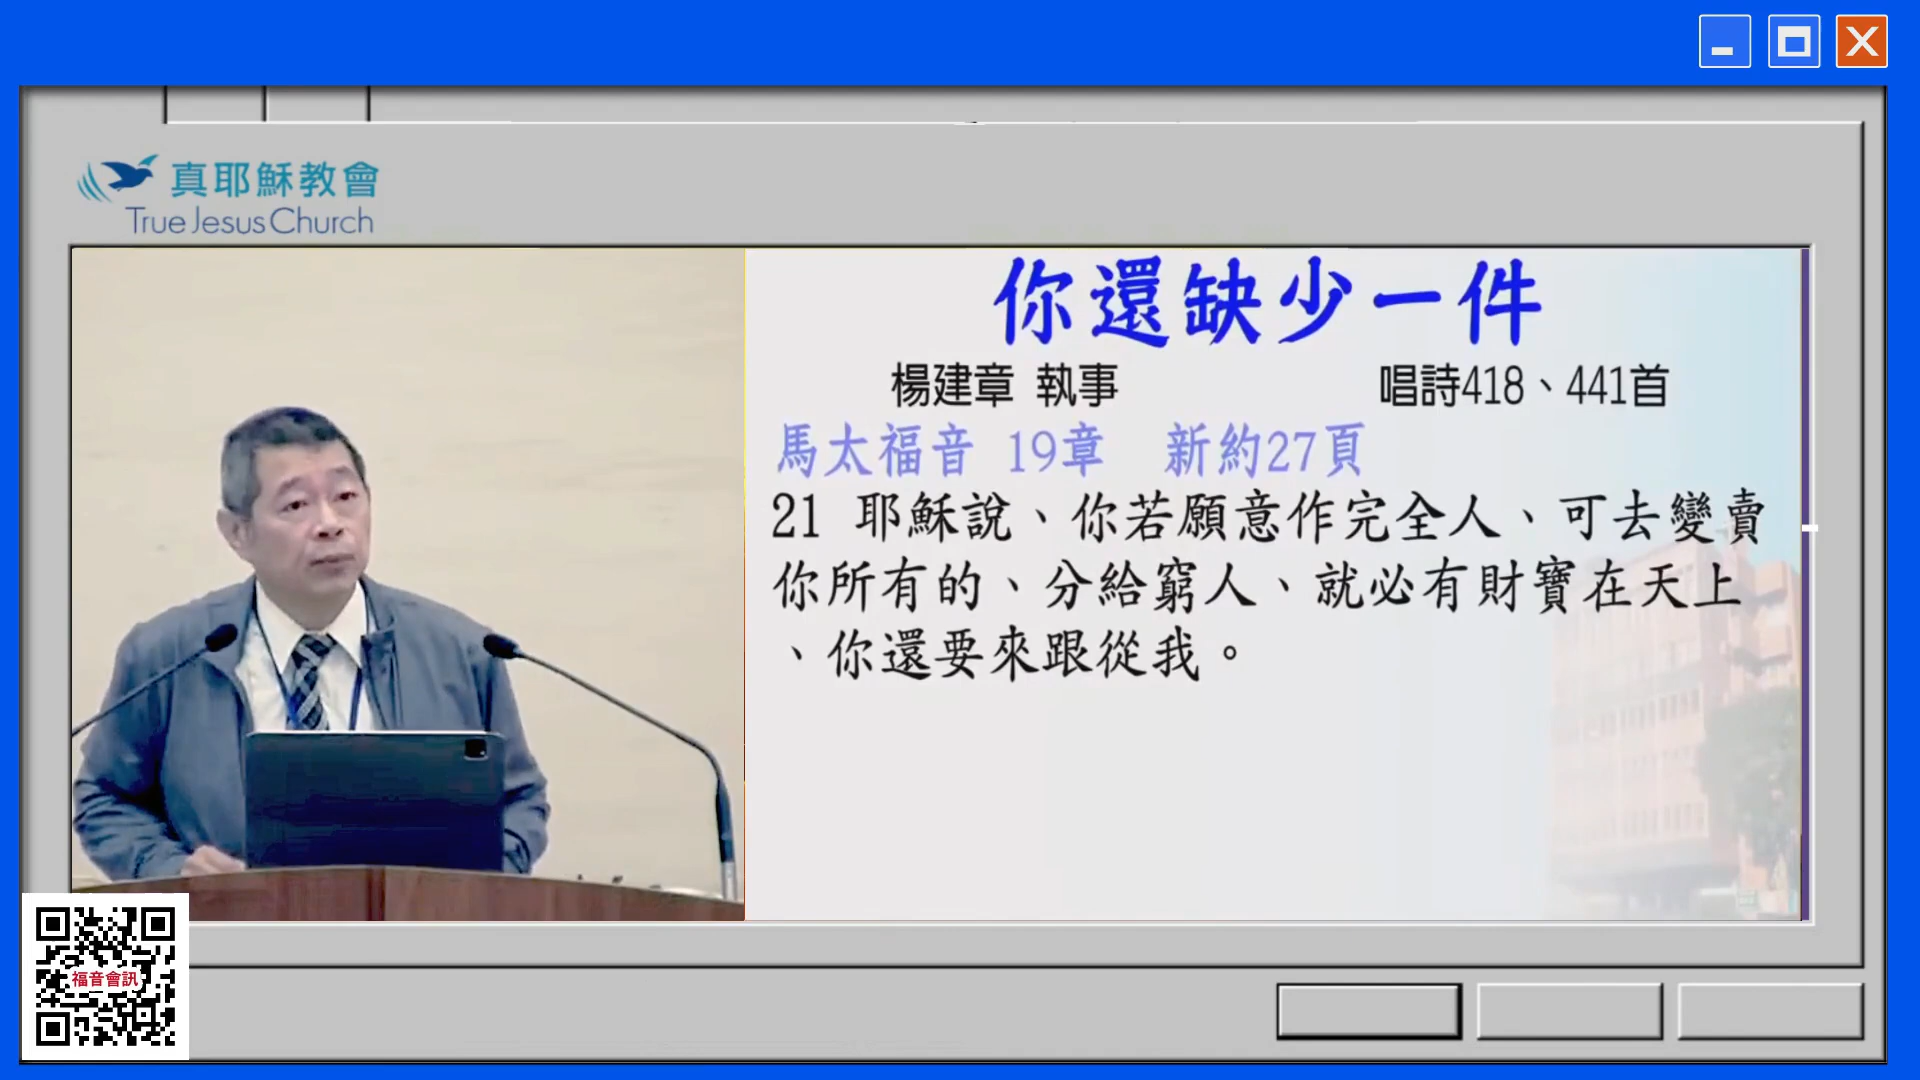 真耶穌教會
True Jesus Church
你還缺少一件
楊建章 執事 唱詩418、441首
馬太福音 19章 新約27頁
21 耶穌說、你若願意作完全人、可去變賣
你所有的、分給窮人、就必有財寶在天上
、你還要來跟從我。
福音會訊